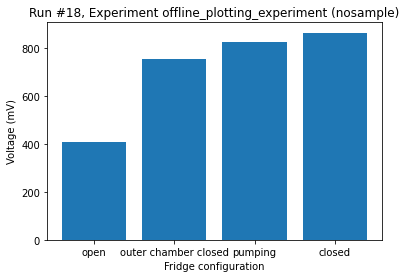 Run #18, Experiment offline_plotting_experiment (nosample)
Voltage (mV)
800
600
400
200
0
open
outer chamber closed
pumping
closed
Fridge configuration